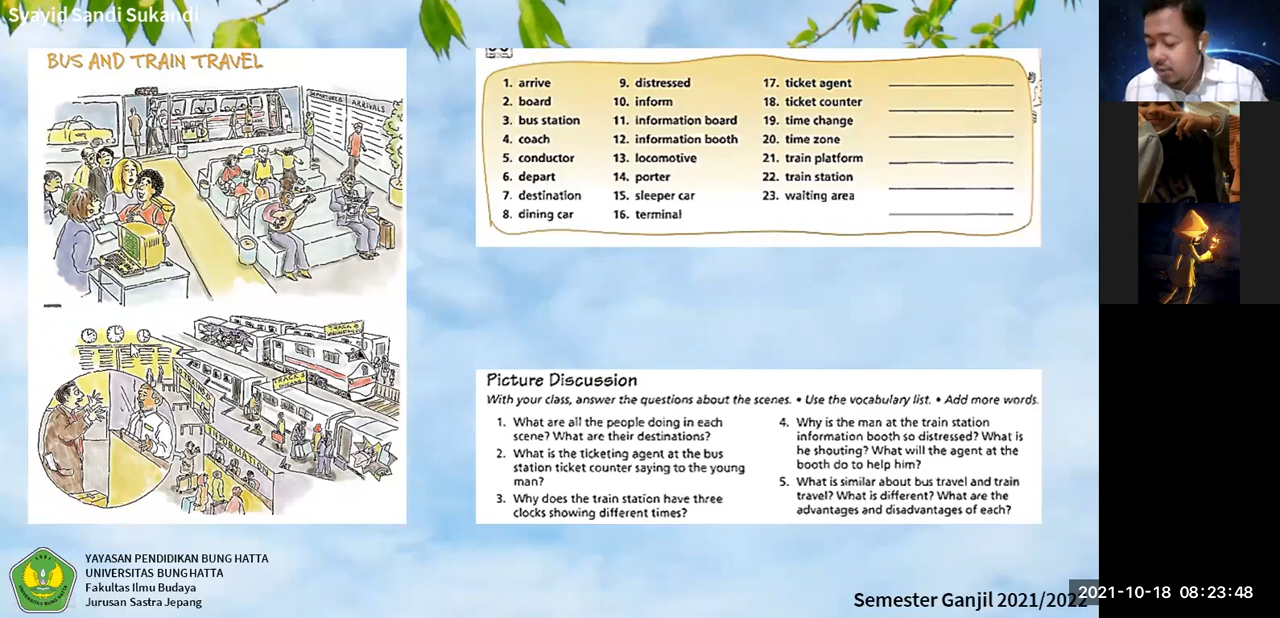 Syayid Sandi Sukandi
BUS AND TRAIN TRAVEL
ARRIVALS
TRACK 3
INFORMATION
1. arrive
2. board
3. bus station
4. coach
5. conductor
6. depart
7. destination
8. dining car
9. distressed
10. inform
11. information board
12. information booth
13. locomotive
14. porter
15. sleeper car
16. terminal
17. ticket agent
18. ticket counter
19. time change
20. time zone
21. train platform
22. train station
23. waiting area
Picture Discussion
With your class, answer the questions about the scenes. • Use the vocabulary list. • Add more words.
1. What are all the people doing in each
scene? What are their destinations?
2. What is the ticketing agent at the bus
station ticket counter saying to the young
man?
3. Why does the train station have three
clocks showing different times?
4. Why is the man at the train station
information booth so distressed? What is
he shouting? What will the agent at the
booth do to help him?
5. What is similar about bus travel and train
travel? What is different? What are the
advantages and disadvantages of each?
YAYASAN PENDIDIKAN BUNG HATTA
UNIVERSITAS BUNG HATTA
Fakultas Ilmu Budaya
Jurusan Sastra Jepang
Semester Ganjil 2021/2022
2021-10-18 08:23:48